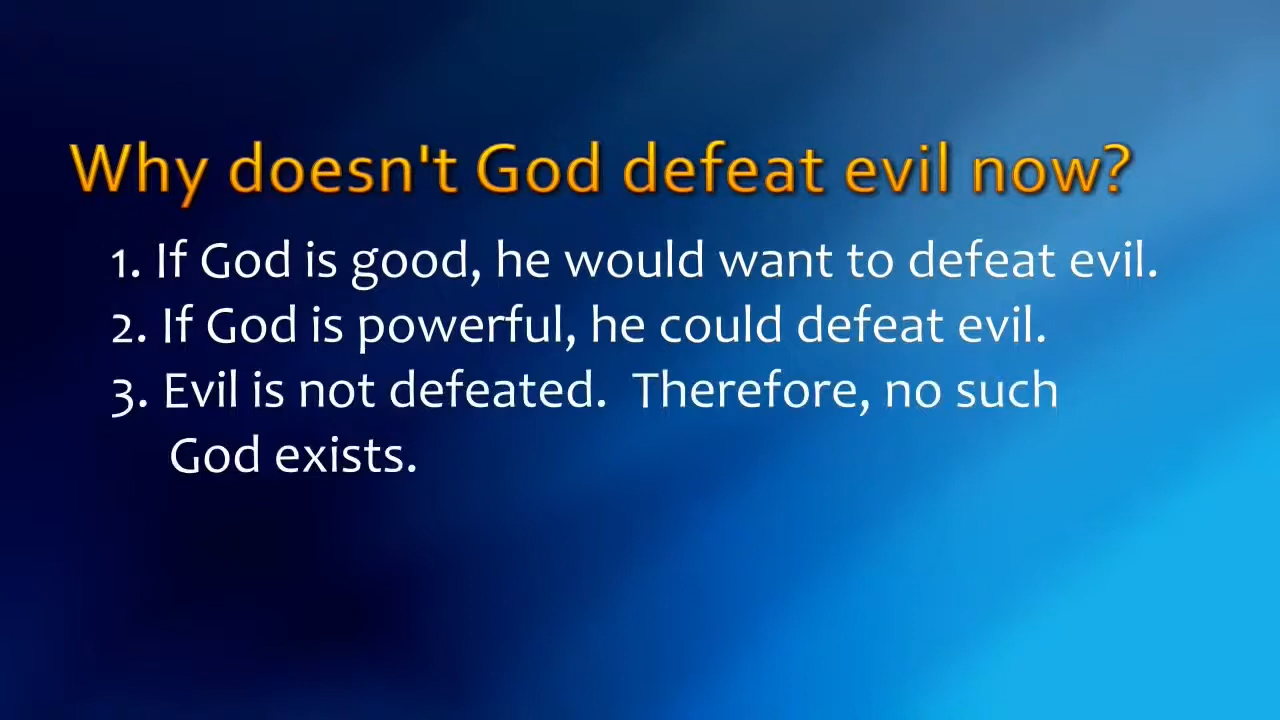 Why doesn't God defeat evil now?
1. If God is good, he would want to defeat evil.
2. If God is powerful, he could defeat evil.
3. Evil is not defeated.  Therefore, no such
God exists.